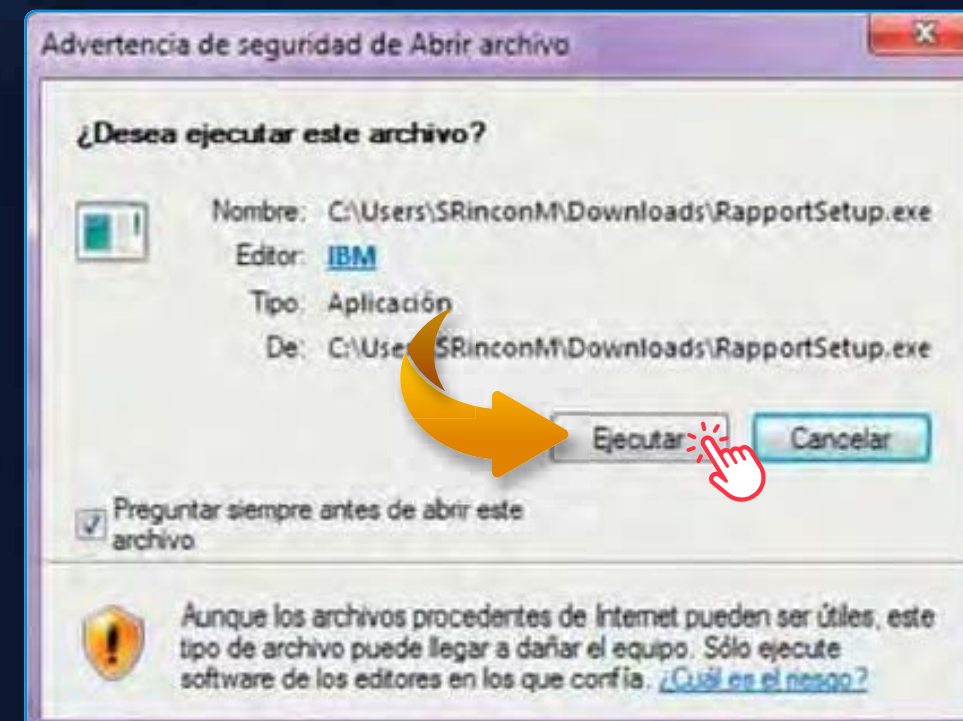 Advertencia de seguridad de Abrir archivo
¿Desea ejecutar este archivo?
Nombre: C:\Users\SRinconM\Downloads\RapportSetup.exe
Editor: IBM
Tipo: Aplicación
De: C:\Use SRinconM\Downloads\RapportSetup.exe
Ejecutar Cancelar
Preguntar siempre antes de abrir este
archivo
Aunque los archivos procedentes de Internet pueden ser útiles, este
tipo de archivo puede llegar a dañar el equipo. Sólo ejecute
software de los editores en los que confía. ¿Cuál es el riesgo?